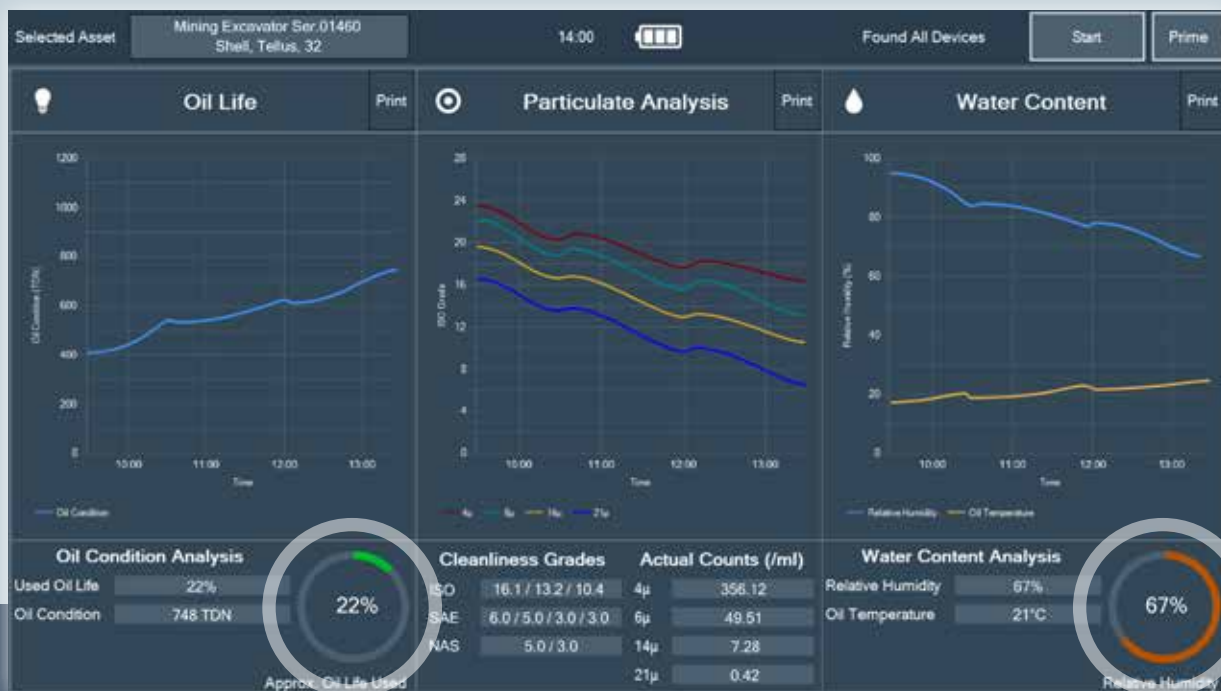 Selected Asset
Mining Excavator Ser.01460
Shell, Tellus, 32
14:00
Found All Devices
Start
Prime
Oil Life
Print
Particulate Analysis
Print
Water Content
Print
1200
1000
800
600
400
200
0
Oil Condition (TDN)
10:00 11:00 12:00 13:00
Time
Oil Condition
28
24
20
16
12
8
4
0
ISO Grade
10:00 11:00 12:00 13:00
Time
4µ 6µ 14µ 21µ
100
80
60
40
20
0
Relative Humidity (%)
10:00 11:00 12:00 13:00
Time
Relative Humidity Oil Temperature
Oil Condition Analysis
Used Oil Life 22%
Oil Condition 748 TDN
22%
Approx. Oil Life Used
Cleanliness Grades
ISO 16.1 / 13.2 / 10.4
SAE 6.0 / 5.0 / 3.0 / 3.0
NAS 5.0 / 3.0
Actual Counts (/ml)
4µ 356.12
6µ 49.51
14µ 7.28
21µ 0.42
Water Content Analysis
Relative Humidity 67%
Oil Temperature 21°C
67%
Relative Humidity